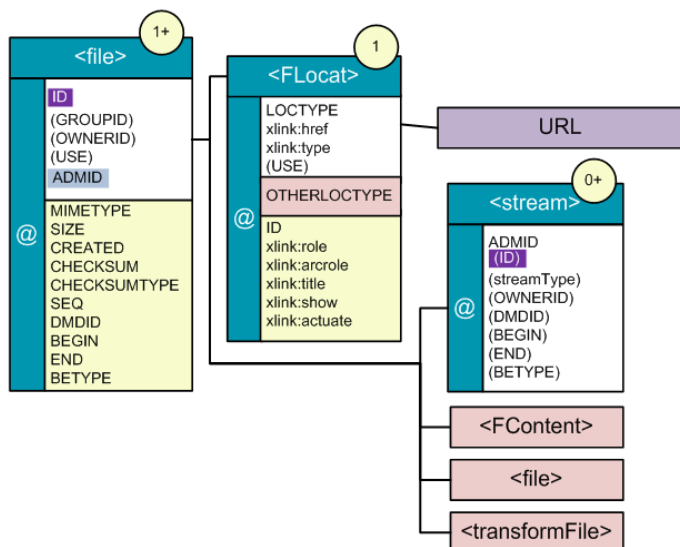 1+
<file>
@
ID
(GROUPID)
(OWNERID)
(USE)
ADMID
MIMETYPE
SIZE
CREATED
CHECKSUM
CHECKSUMTYPE
SEQ
DMDID
BEGIN
END
BETYPE
1
<FLocat>
@
LOCTYPE
xlink:href
xlink:type
(USE)
OTHERLOCTYPE
ID
xlink:role
xlink:arcrole
xlink:title
xlink:show
xlink:actuate
URL
0+
<stream>
@
ADMID
(ID)
(streamType)
(OWNERID)
(DMDID)
(BEGIN)
(END)
(BETYPE)
<FContent>
<file>
<transformFile>